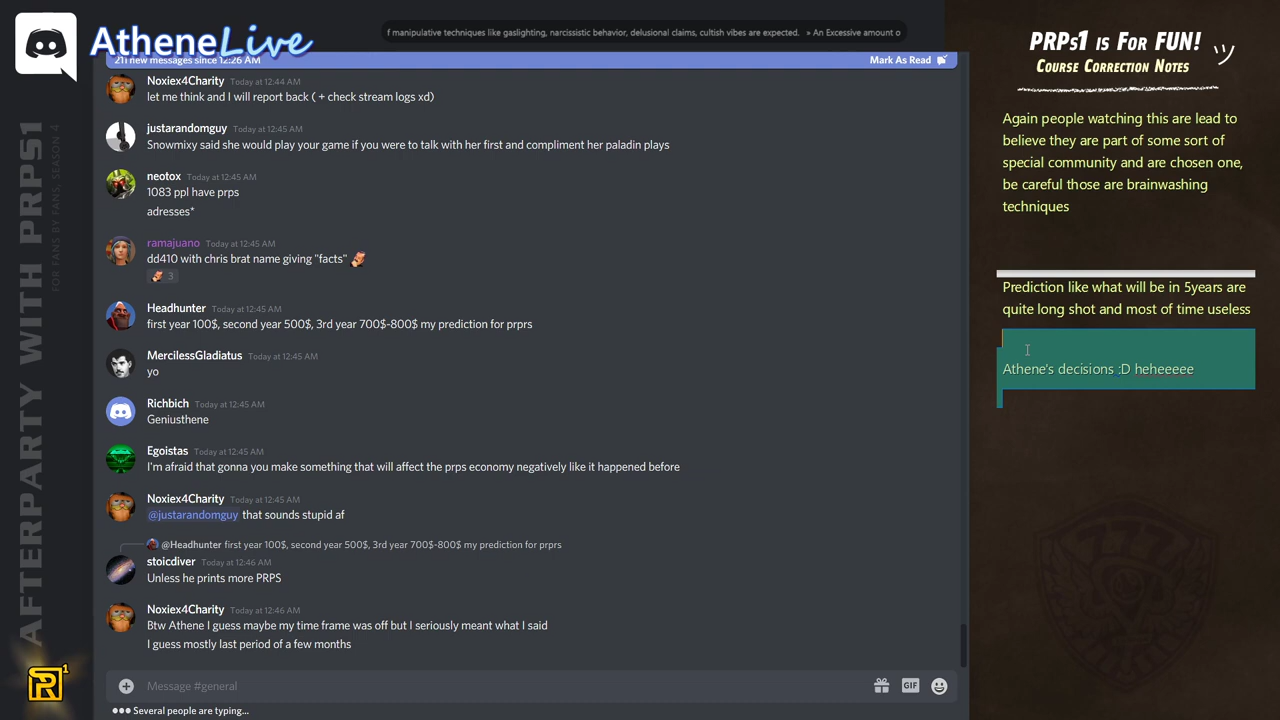 AtheneLive
f manipulative techniques like gaslighting, narcissistic behavior, delusional claims, cultish vibes are expected.   » An Excessive amount o
211 new messages since 12:26 AM
Mark As Read
Noxiex4Charity Today at 12:44 AM
let me think and I will report back ( + check stream logs xd)
justarandomguy Today at 12:45 AM
Snowmixy said she would play your game if you were to talk with her first and compliment her paladin plays
neotox Today at 12:45 AM
1083 ppl have prps
adresses*
ramajuano Today at 12:45 AM
dd410 with chris brat name giving "facts"
3
Headhunter Today at 12:45 AM
first year 100$, second year 500$, 3rd year 700$-800$ my prediction for prprs
MercilessGladiatus Today at 12:45 AM
yo
Richbich Today at 12:45 AM
Geniusthene
Egoistas Today at 12:45 AM
I'm afraid that gonna you make something that will affect the prps economy negatively like it happened before
Noxiex4Charity Today at 12:45 AM
@justarandomguy that sounds stupid af
@Headhunter first year 100$, second year 500$, 3rd year 700$-800$ my prediction for prprs
stoicdiver Today at 12:46 AM
Unless he prints more PRPS
Noxiex4Charity Today at 12:46 AM
Btw Athene I guess maybe my time frame was off but I seriously meant what I said
I guess mostly last period of a few months
Message #general
GIF
Several people are typing...
AFTERPARTY WITH PRPS1
FOR FANS BY FANS, SEASON 4
R1
PRPs1 is For FUN!
Course Correction Notes
ツ
Again people watching this are lead to
believe they are part of some sort of
special community and are chosen one,
be careful those are brainwashing
techniques
Prediction like what will be in 5years are
quite long shot and most of time useless
Athene's decisions :D heheeeee
777